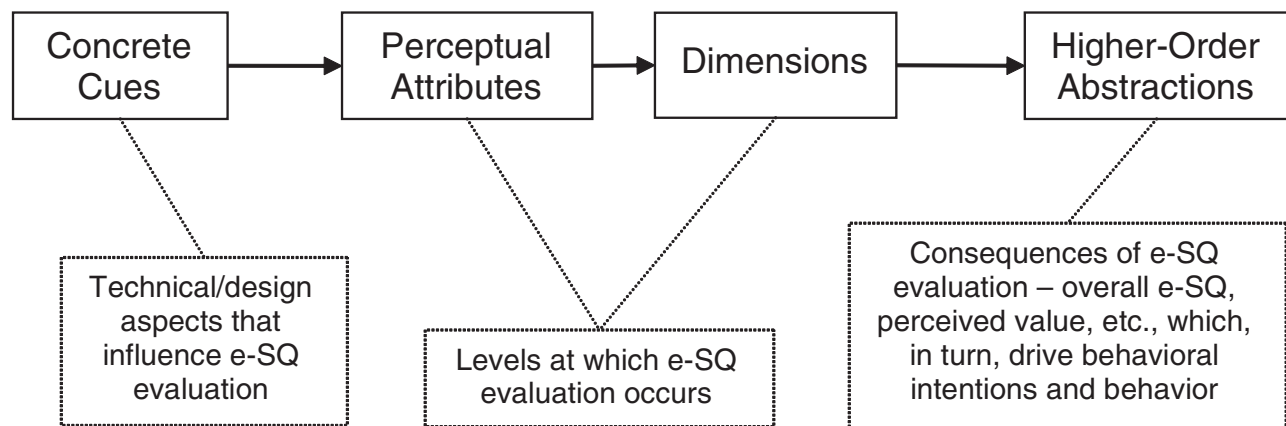 Concrete
Cues
Perceptual
Attributes
Dimensions
Higher-Order
Abstractions
Technical/design
aspects that
influence e-SQ
evaluation
Levels at which e-SQ
evaluation occurs
Consequences of e-SQ
evaluation – overall e-SQ,
perceived value, etc., which,
in turn, drive behavioral
intentions and behavior